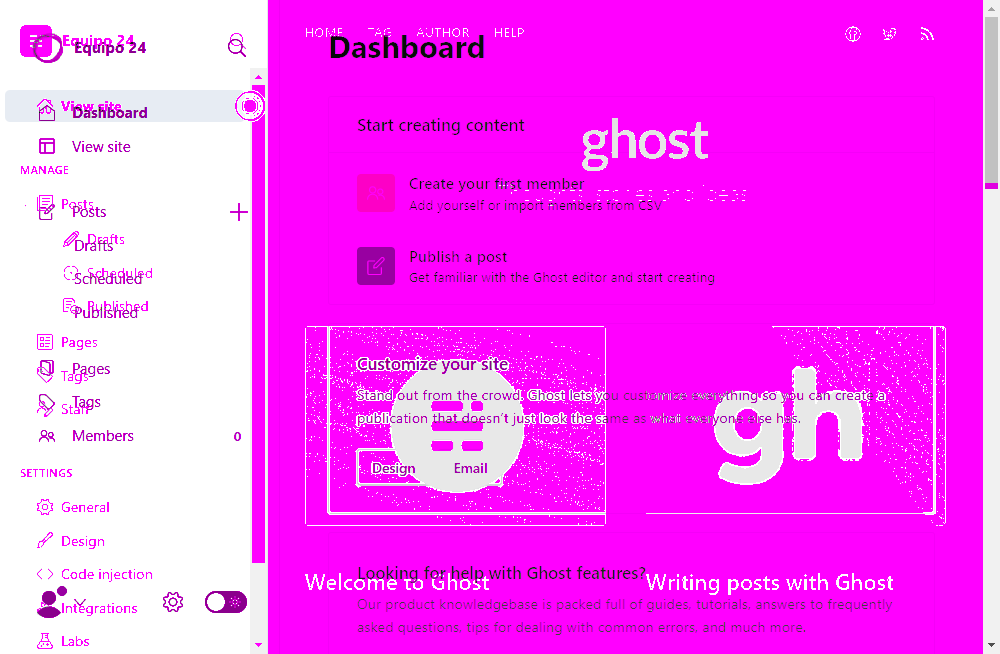 Equipo 24
Equipo 24
View site
Dashboard
View site
MANAGE
Posts
Posts
Drafts
Drafts
Scheduled
Scheduled
Published
Published
Pages
Pages
Tags
Tags
Staff
Members 0
SETTINGS
General
Design
Code injection
Integrations
Labs
HOME TAG AUTHOR HELP
Dashboard
Start creating content
ghost
Create your first member
Add yourself or import members from CSV
Publish a post
Get familiar with the Ghost editor and start creating
Customize your site
Stand out from the crowd. Ghost lets you customize everything so you can create a
publication that doesn't just look the same as what everyone else has.
Design Email
gh
Looking for help with Ghost features?
Welcome to Ghost
Writing posts with Ghost
Our product knowledgebase is packed full of guides, tutorials, answers to frequently
asked questions, tips for dealing with common errors, and much more.